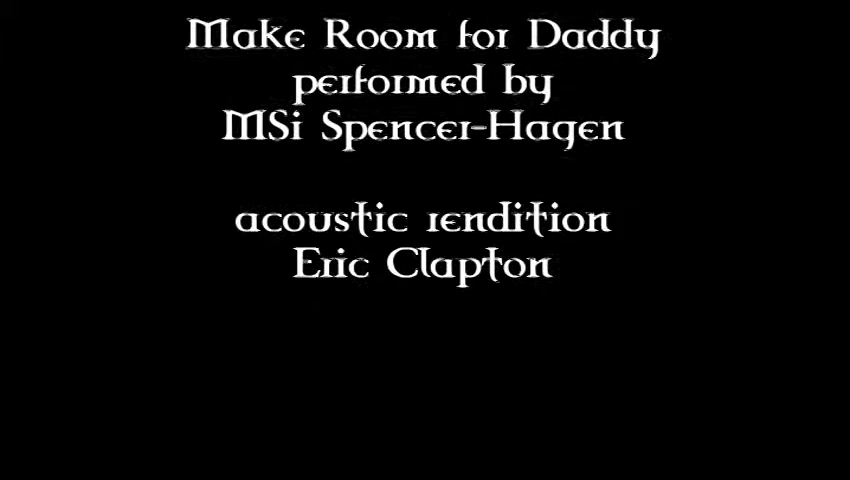 Make Room for Daddy
performed by
MSi Spencer-Hagen
acoustic rendition
Eric Clapton